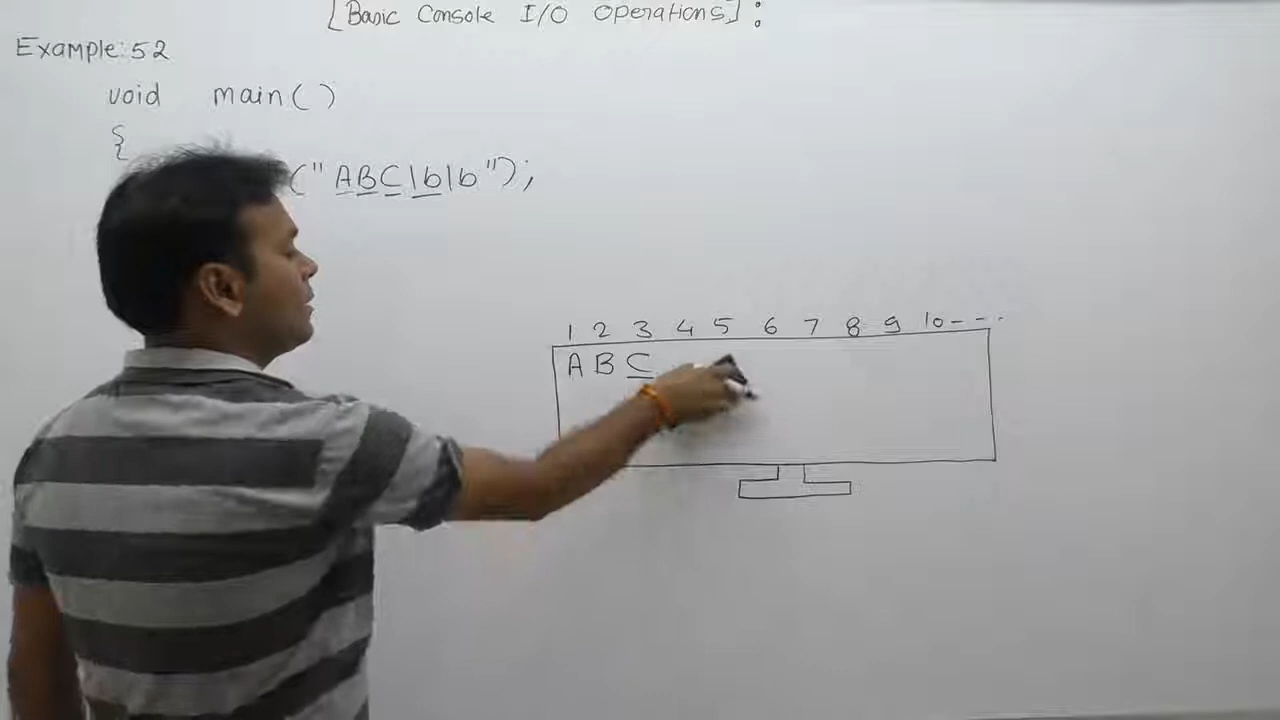 [Basic Console I/O Operations]:
Example:52
void main()
{
("ABC\b\b");
1 2 3 4 5 6 7 8 9 10---
A B C